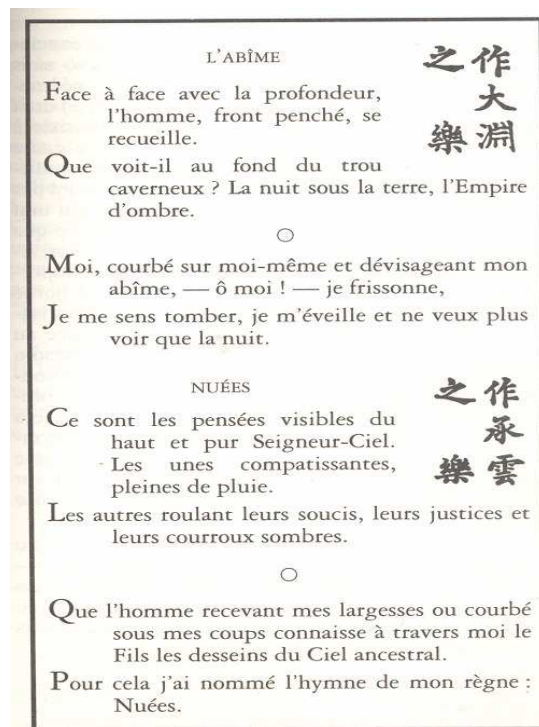 L'ABÎME
作大淵
之樂
Face à face avec la profondeur,
l'homme, front penché, se
recueille.
Que voit-il au fond du trou
caverneux ? La nuit sous la terre, l'Empire
d'ombre.
Moi, courbé sur moi-même et dévisageant mon
abîme, — ô moi ! — je frissonne,
Je me sens tomber, je m'éveille et ne veux plus
voir que la nuit.
NUÉES
作承雲
之樂
Ce sont les pensées visibles du
haut et pur Seigneur-Ciel.
Les unes compatissantes,
pleines de pluie.
Les autres roulant leurs soucis, leurs justices et
leurs courroux sombres.
Que l'homme recevant mes largesses ou courbé
sous mes coups connaisse à travers moi le
Fils les desseins du Ciel ancestral.
Pour cela j'ai nommé l'hymne de mon règne :
Nuées.